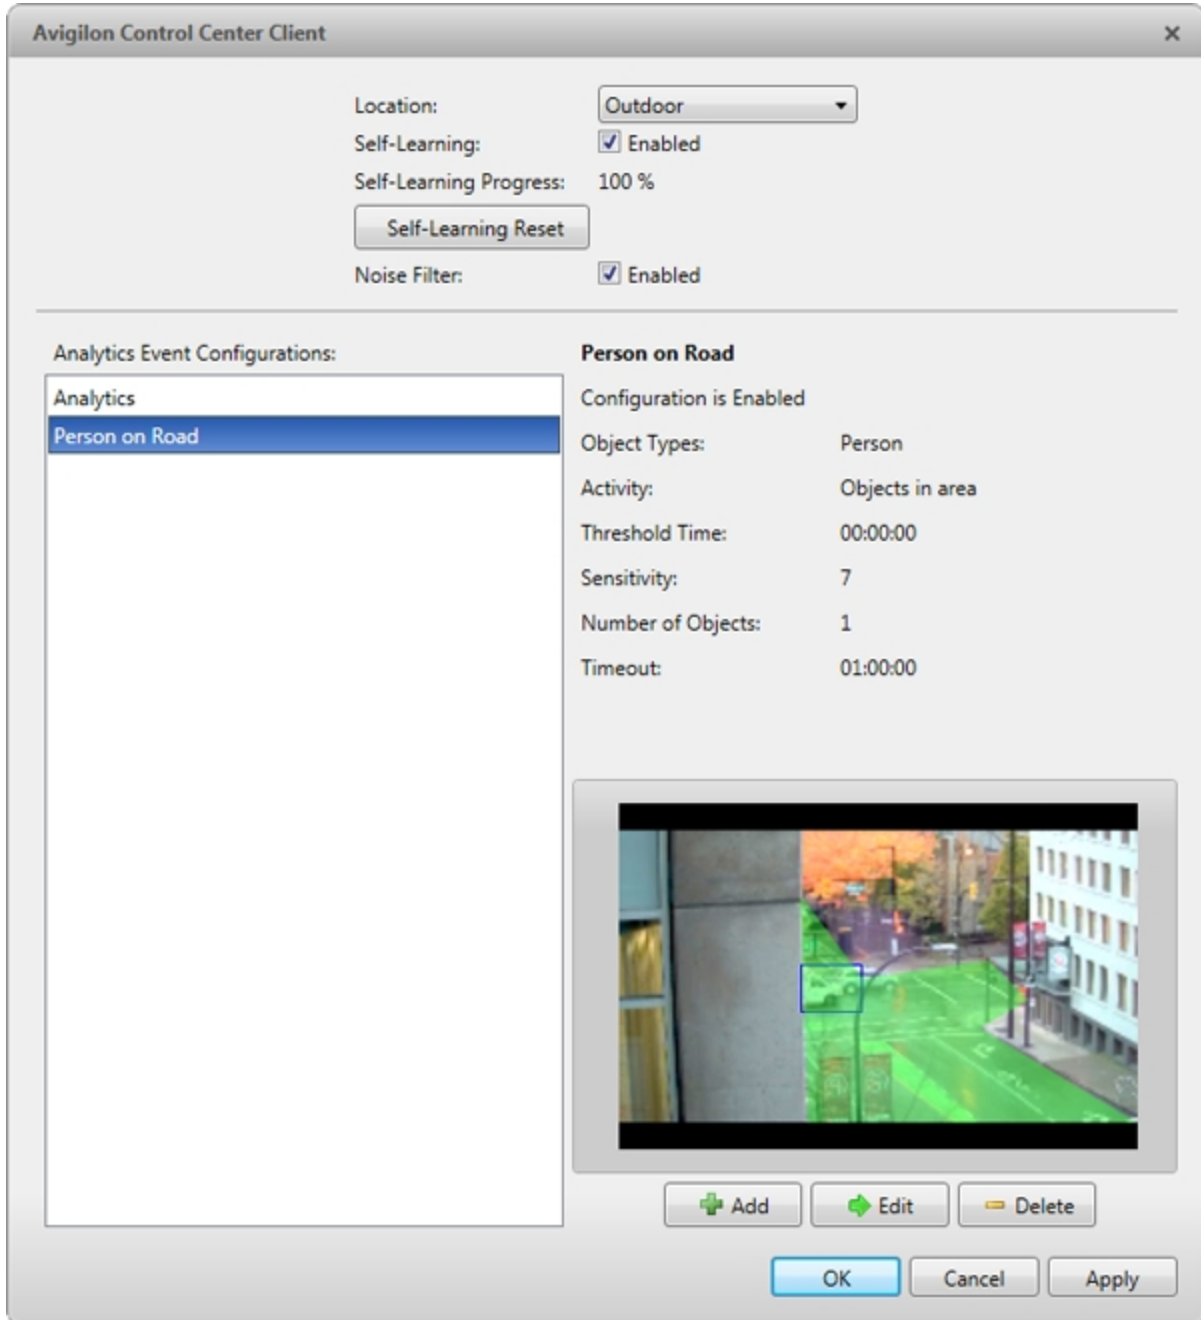 Avigilon Control Center Client
Location: Outdoor
Self-Learning: Enabled
Self-Learning Progress: 100 %
Self-Learning Reset
Noise Filter: Enabled
Analytics Event Configurations:
Analytics
Person on Road
Person on Road
Configuration is Enabled
Object Types: Person
Activity: Objects in area
Threshold Time: 00:00:00
Sensitivity: 7
Number of Objects: 1
Timeout: 01:00:00
Add Edit Delete
OK Cancel Apply